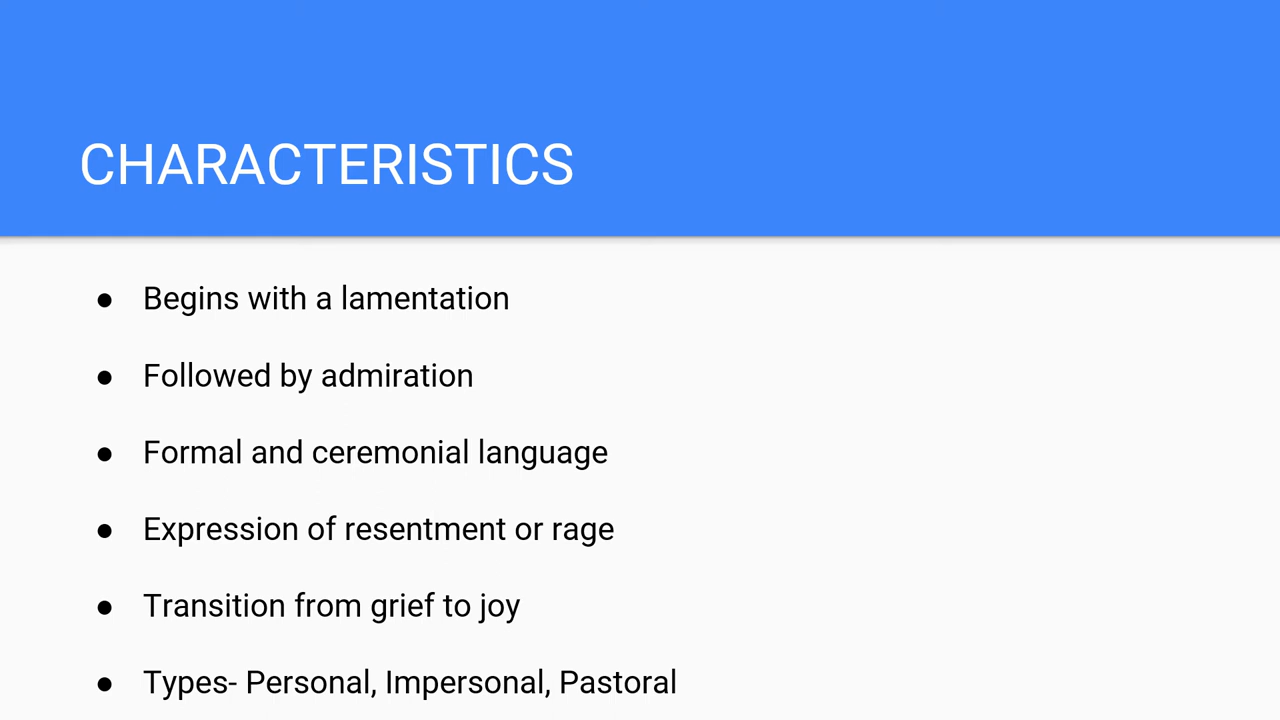 CHARACTERISTICS
● Begins with a lamentation
● Followed by admiration
● Formal and ceremonial language
● Expression of resentment or rage
● Transition from grief to joy
● Types- Personal, Impersonal, Pastoral